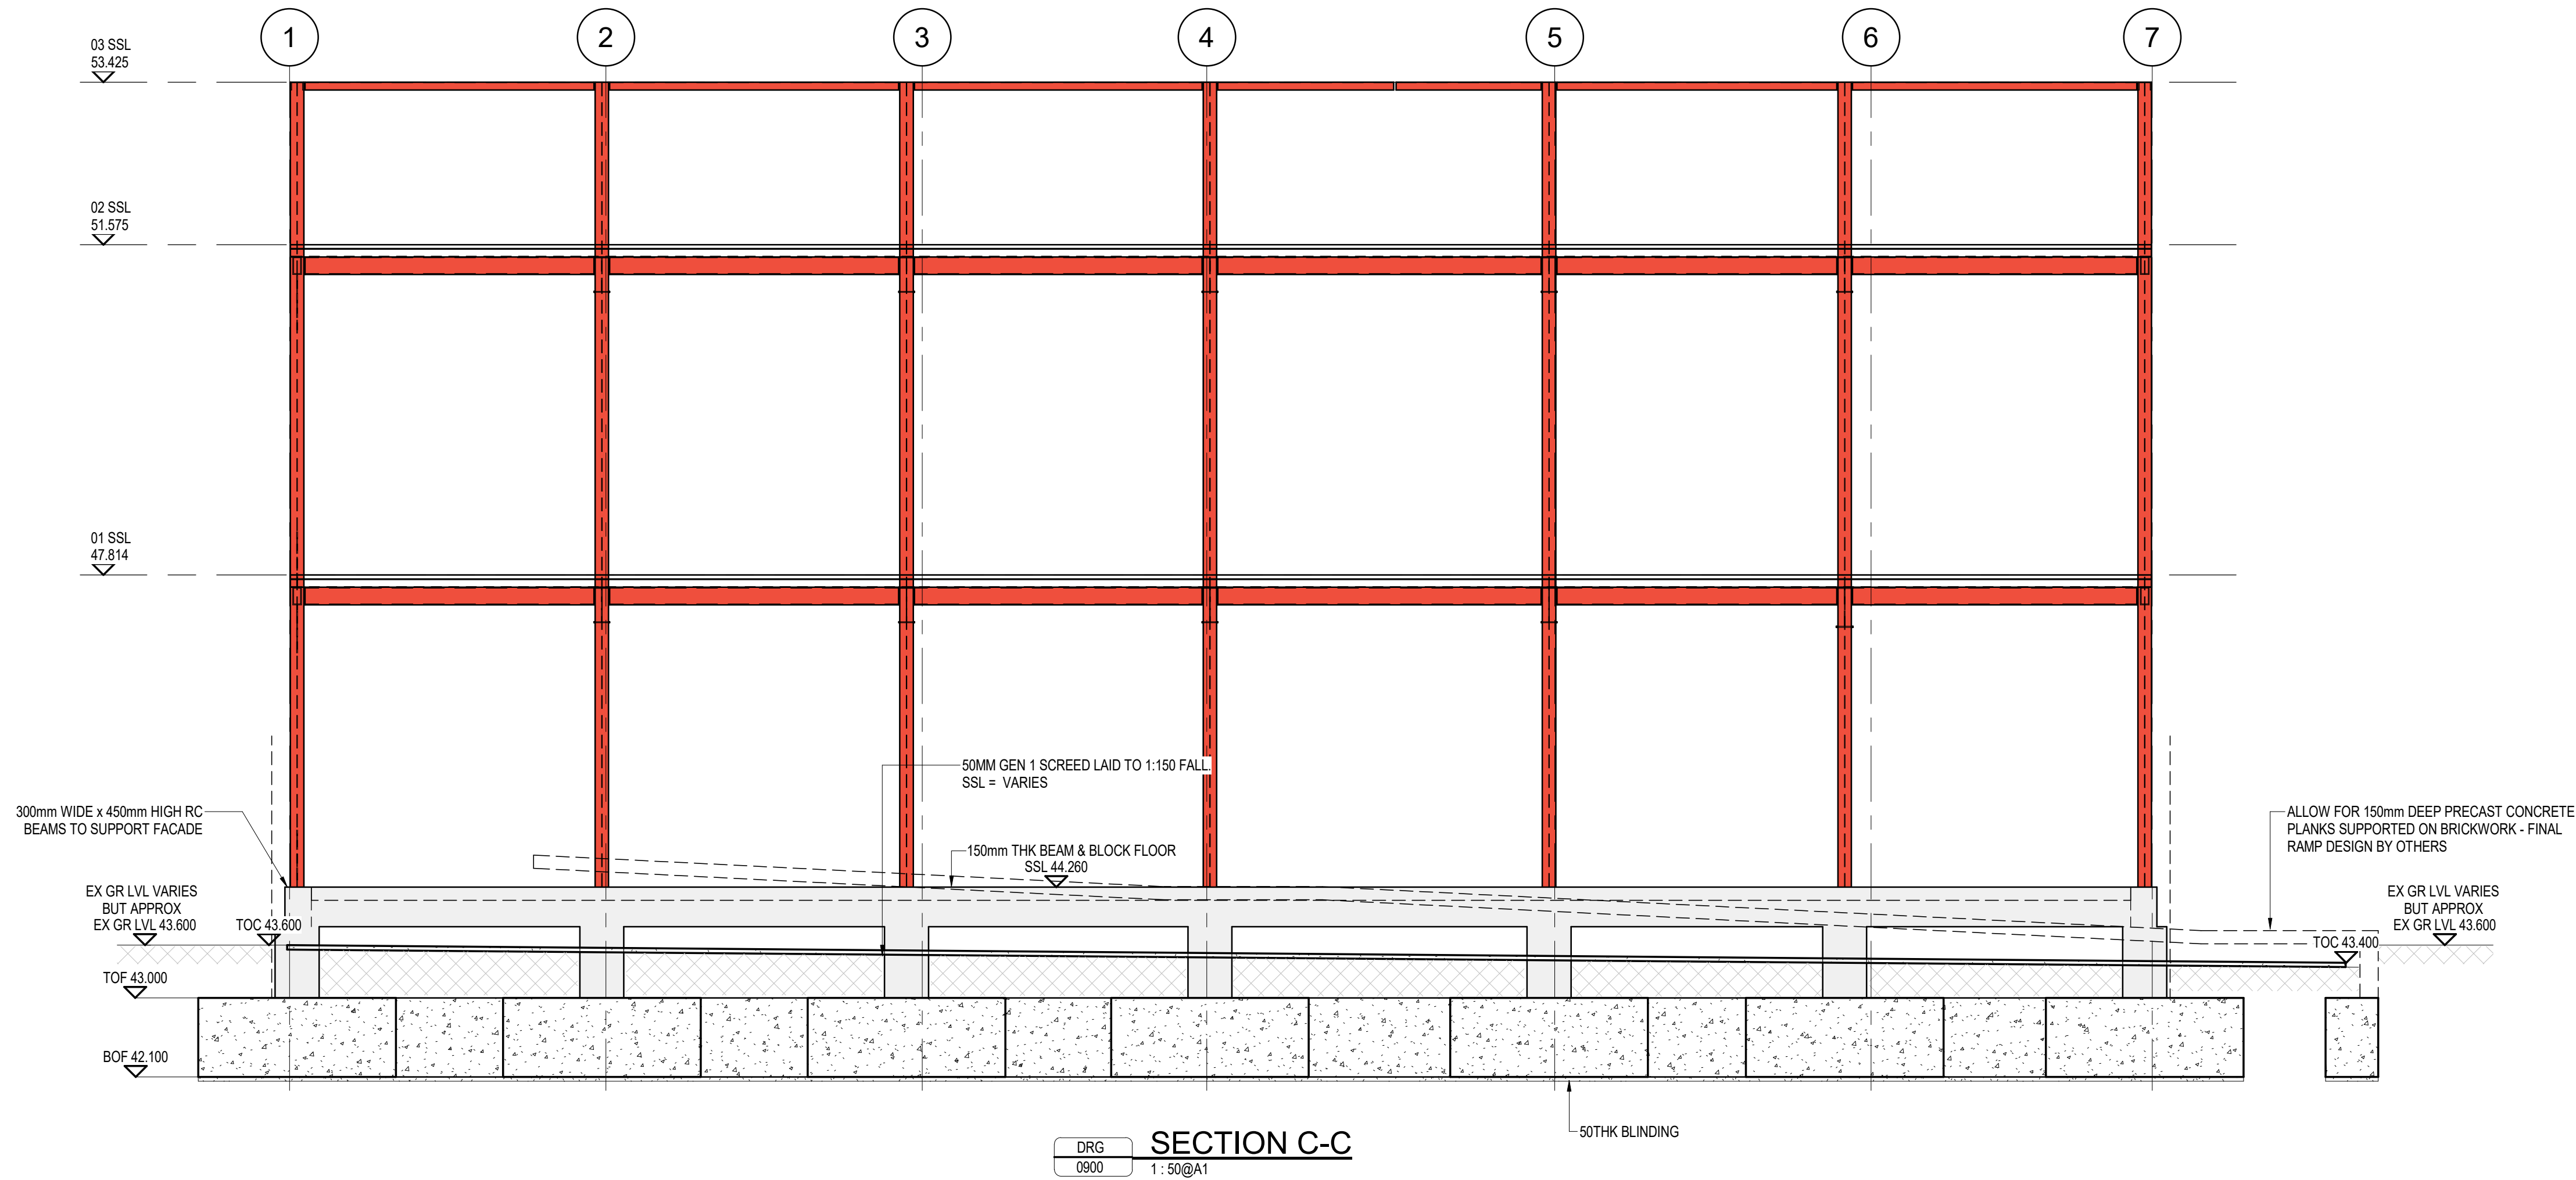 1
2
3
4
5
6
7
03 SSL
53.425
02 SSL
51.575
01 SSL
47.814
50MM GEN 1 SCREED LAID TO 1:150 FALL.
SSL = VARIES
300mm WIDE x 450mm HIGH RC
BEAMS TO SUPPORT FACADE
ALLOW FOR 150mm DEEP PRECAST CONCRETE
PLANKS SUPPORTED ON BRICKWORK - FINAL
RAMP DESIGN BY OTHERS
150mm THK BEAM & BLOCK FLOOR
SSL 44.260
EX GR LVL VARIES
BUT APPROX
EX GR LVL 43.600
TOC 43.600
EX GR LVL VARIES
BUT APPROX
EX GR LVL 43.600
TOC 43.400
TOF 43.000
BOF 42.100
50THK BLINDING
DRG
0900
SECTION C-C
1 : 50@A1